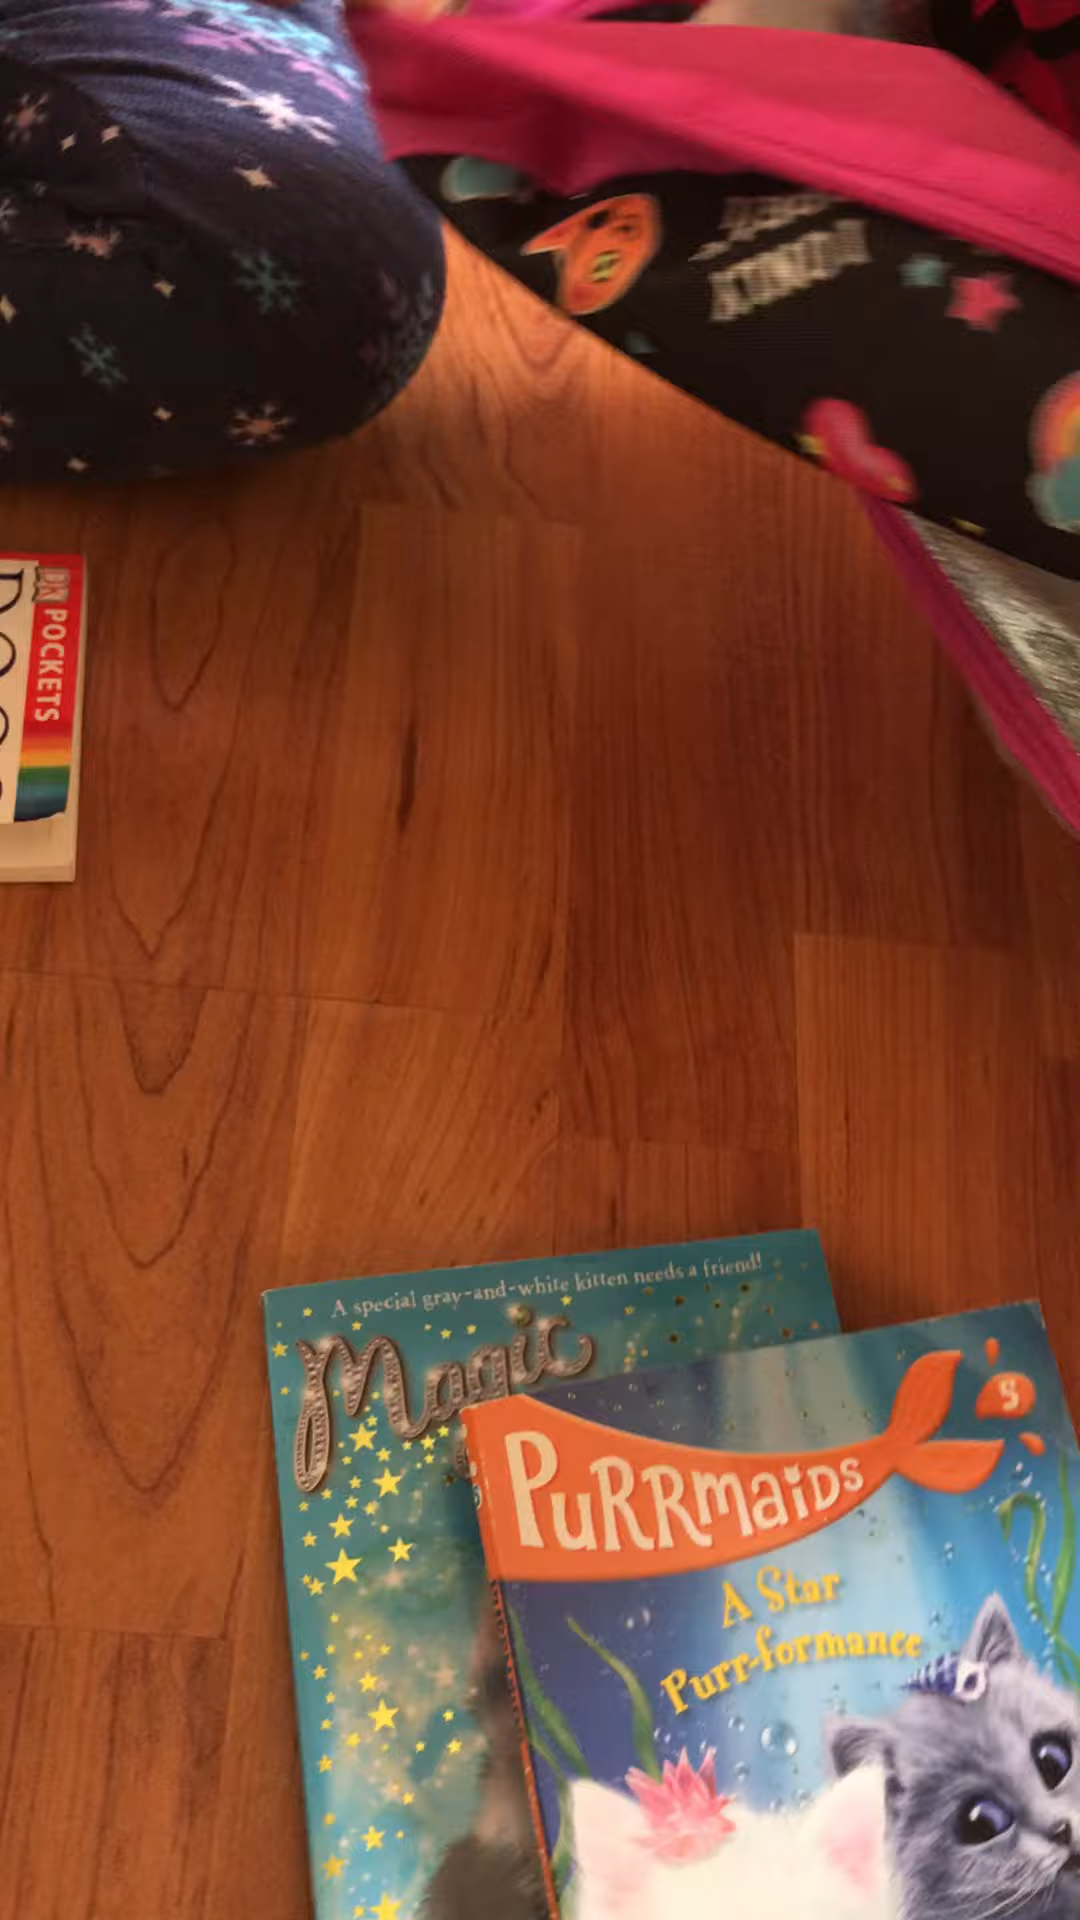 DK POCKETS
A special gray-and-white kitten needs a friend!
Magic
5
PuRRmaiDs
A Star
Purr-formance